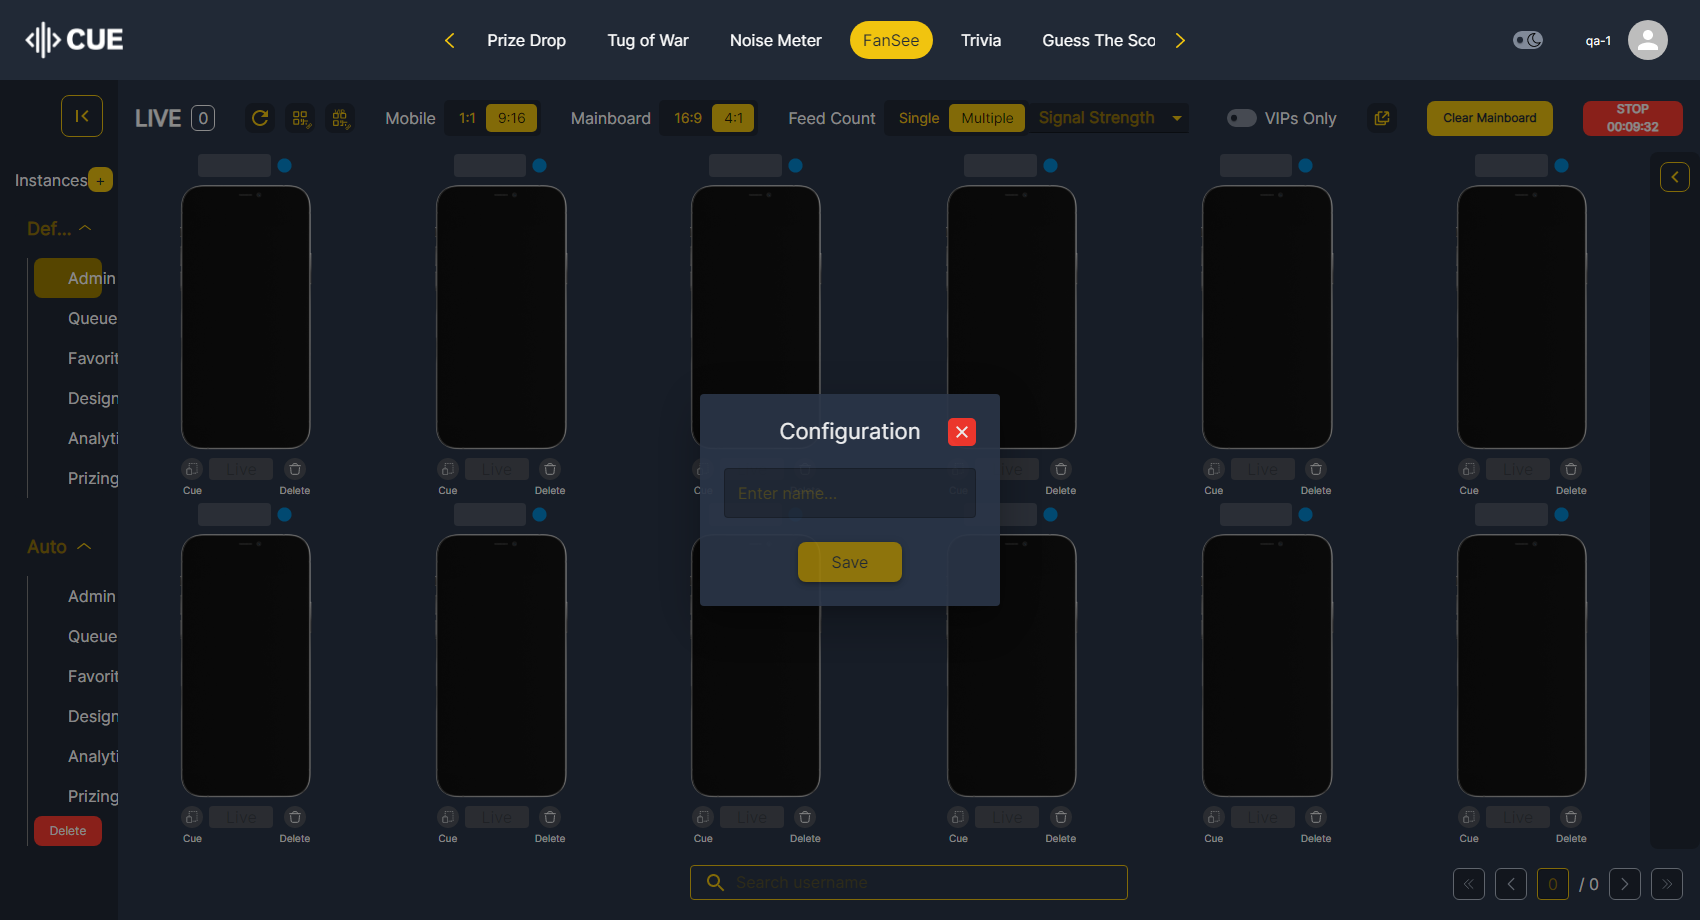 CUE
Prize Drop
Tug of War
Noise Meter
FanSee
Trivia
Guess The Sco
qa-1
LIVE 0
Mobile 1:1 9:16
Mainboard 16:9 4:1
Feed Count Single Multiple Signal Strength
VIPs Only
Clear Mainboard
STOP
00:09:32
Instances +
Def...
Admin
Queue
Favorit
Design
Analyti
Prizing
Auto
Admin
Queue
Favorit
Design
Analyti
Prizing
Delete
Live Live Live Live Live
Cue Delete Cue Delete Cue Delete Cue Delete Cue Delete
Configuration
Enter name...
Save
Live Live Live Live Live Live
Cue Delete Cue Delete Cue Delete Cue Delete Cue Delete Cue Delete
Search username
0 / 0